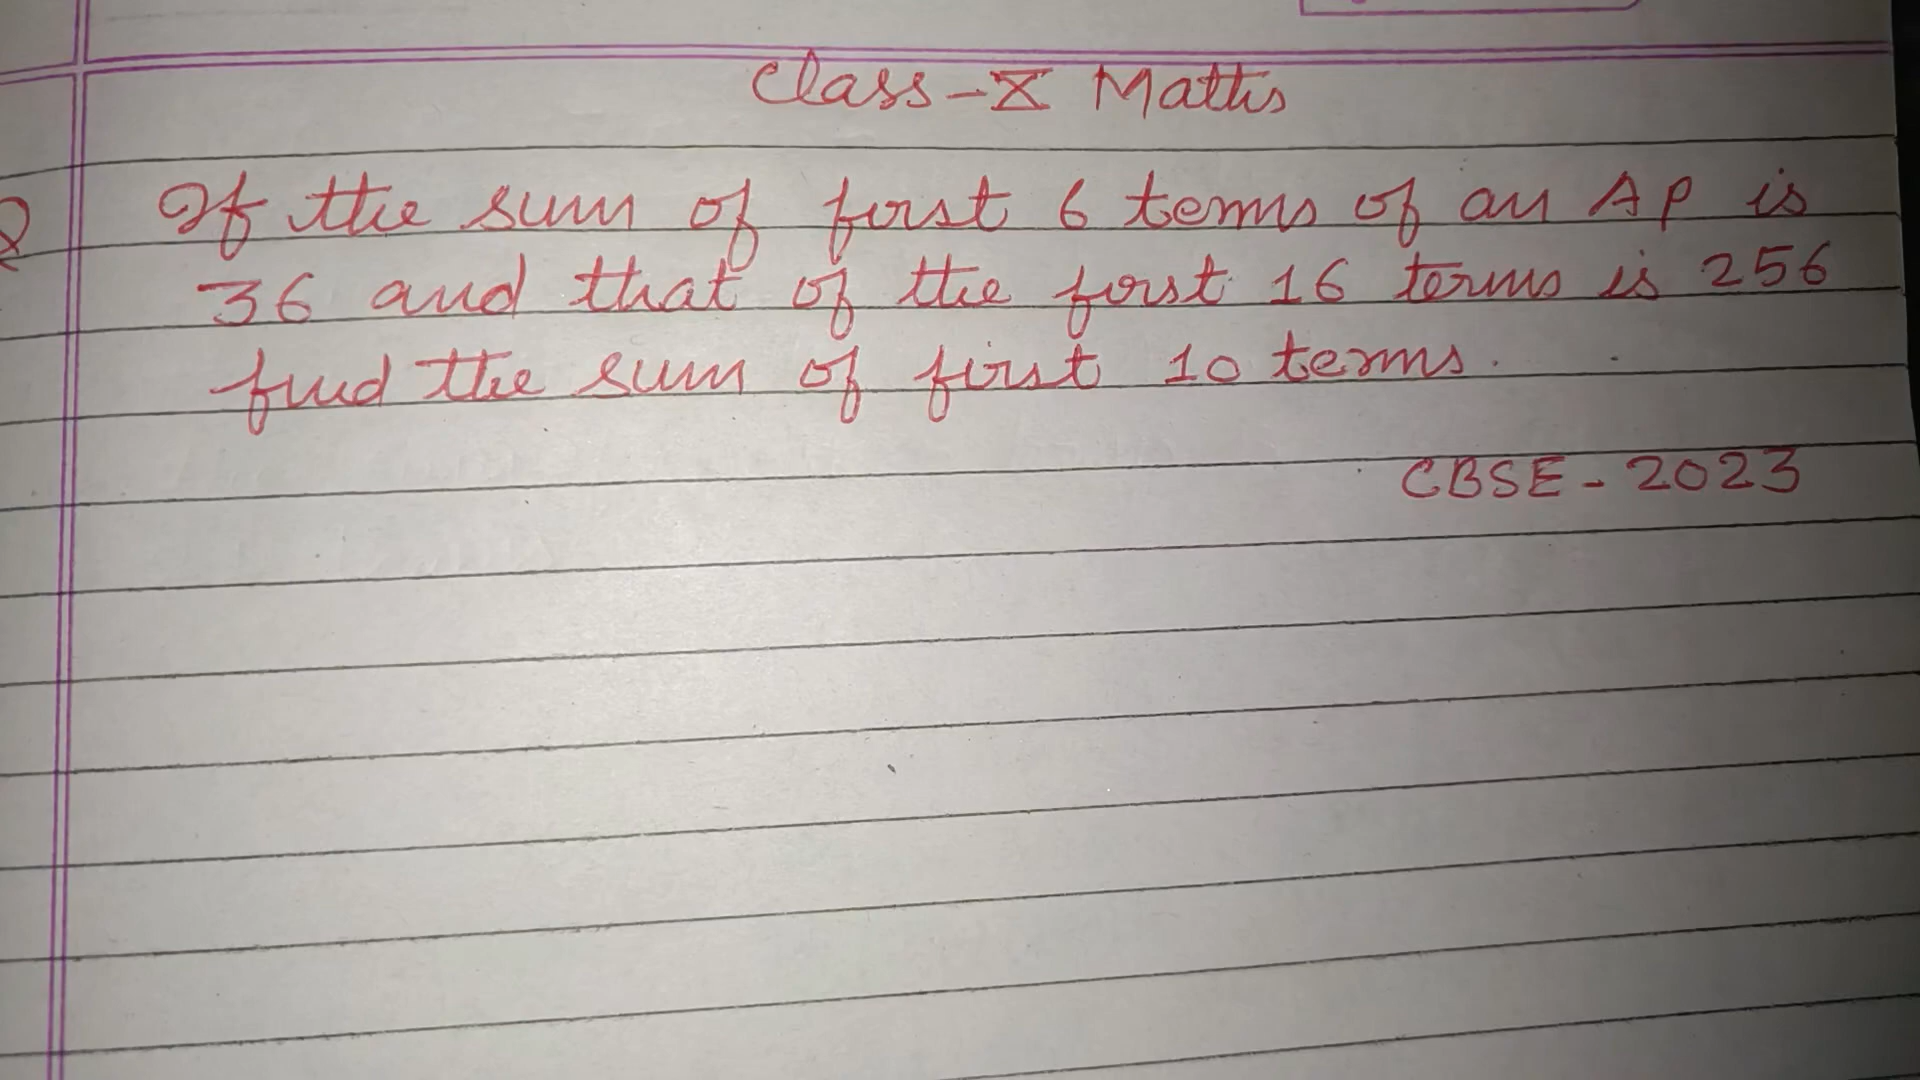 Class-X Maths
Q If the sum of first 6 terms of an AP is
36 and that of the first 16 terms is 256
find the sum of first 10 terms.
CBSE - 2023